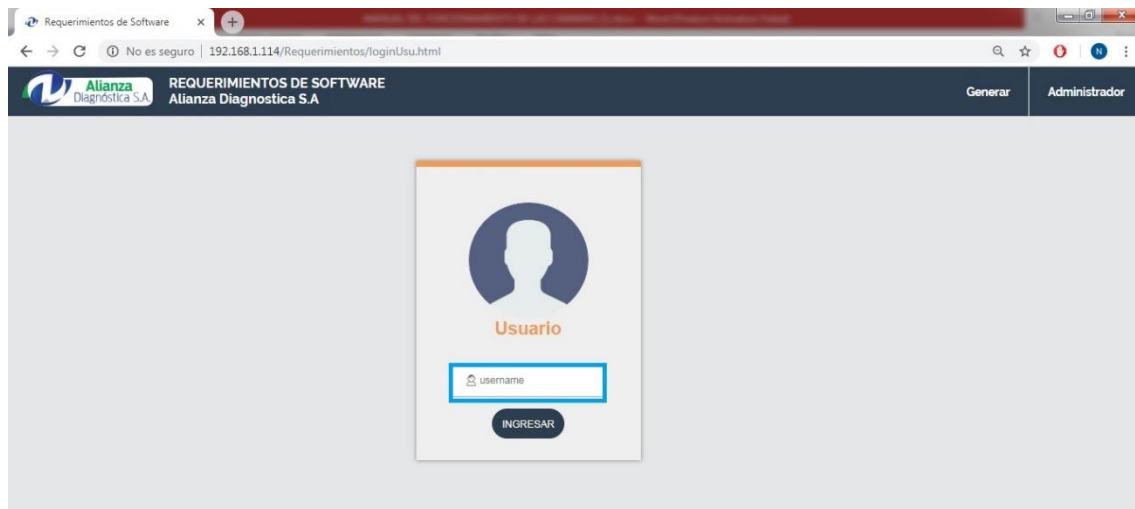 Requerimientos de Software
No es seguro | 192.168.1.114/Requerimientos/loginUsu.html
N
Alianza
Diagnóstica S.A.
REQUERIMIENTOS DE SOFTWARE
Alianza Diagnostica S.A
Generar
Administrador
Usuario
username
INGRESAR